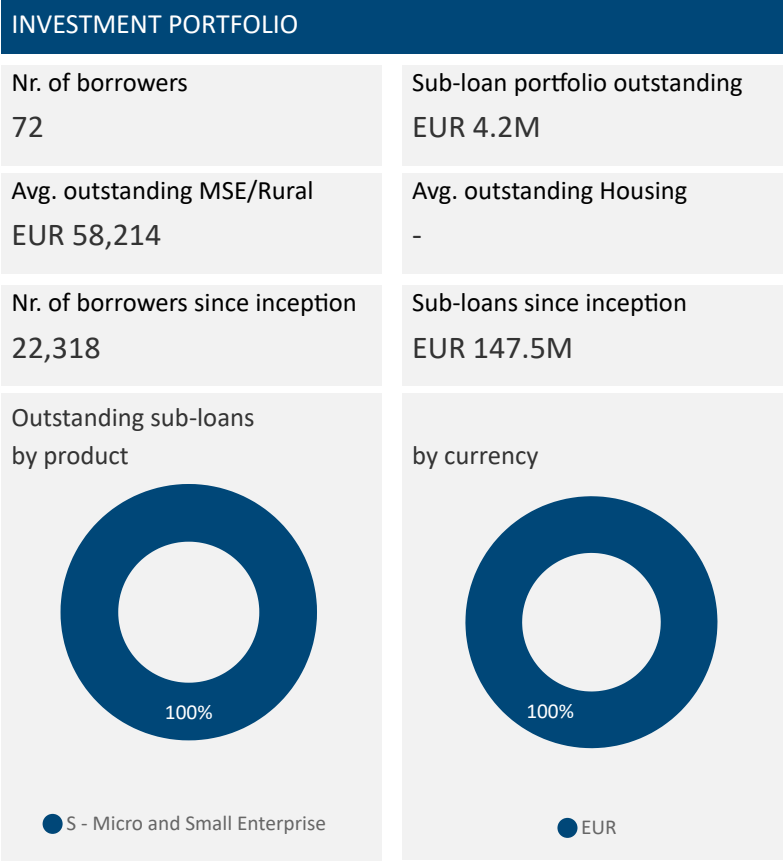 INVESTMENT PORTFOLIO
Nr. of borrowers
72
Sub-loan portfolio outstanding
EUR 4.2M
Avg. outstanding MSE/Rural
EUR 58,214
Avg. outstanding Housing
-
Nr. of borrowers since inception
22,318
Sub-loans since inception
EUR 147.5M
Outstanding sub-loans
by product
100%
S - Micro and Small Enterprise
by currency
100%
EUR